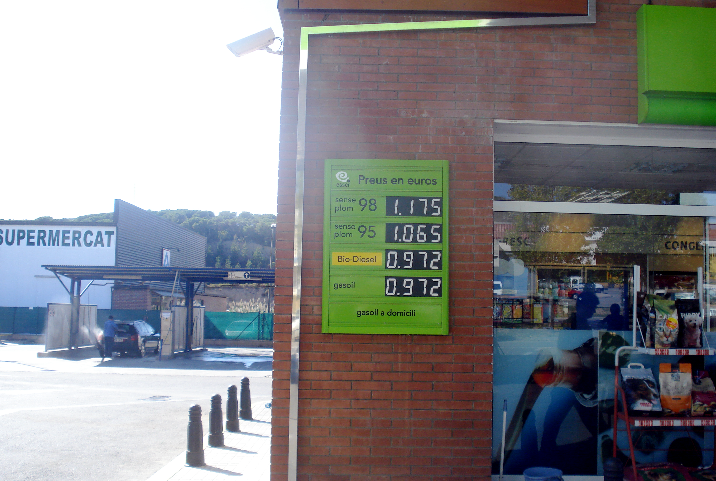 SUPERMERCAT
Preus en euros
sense plom 98 1.175
sense plom 95 1.065
Bio-Diesel 0.972
gasoil 0.972
gasoil a domicili